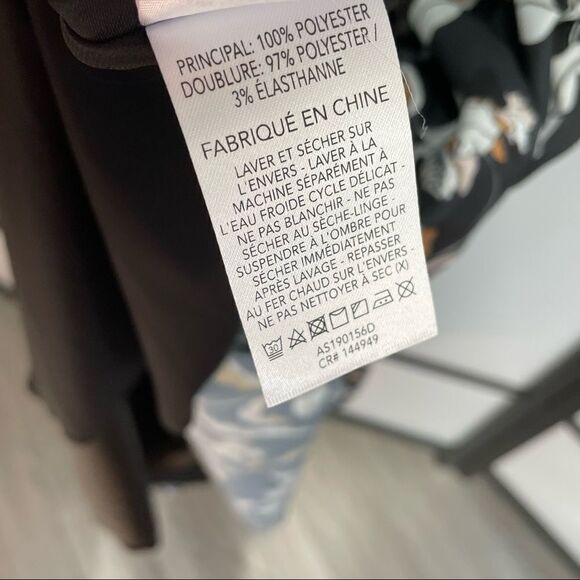 PRINCIPAL: 100% POLYESTER
DOUBLURE: 97% POLYESTER /
3% ÉLASTHANNE
FABRIQUÉ EN CHINE
LAVER ET SÉCHER SUR
L'ENVERS - LAVER À LA
MACHINE SÉPARÉMENT À
L'EAU FROIDE CYCLE DÉLICAT -
NE PAS BLANCHIR - NE PAS
SÉCHER AU SÈCHE-LINGE -
SUSPENDRE À L'OMBRE POUR
SÉCHER IMMÉDIATEMENT
APRÈS LAVAGE - REPASSER
AU FER CHAUD SUR L'ENVERS -
NE PAS NETTOYER À SEC (X)
30
AS190156D
CR# 144949